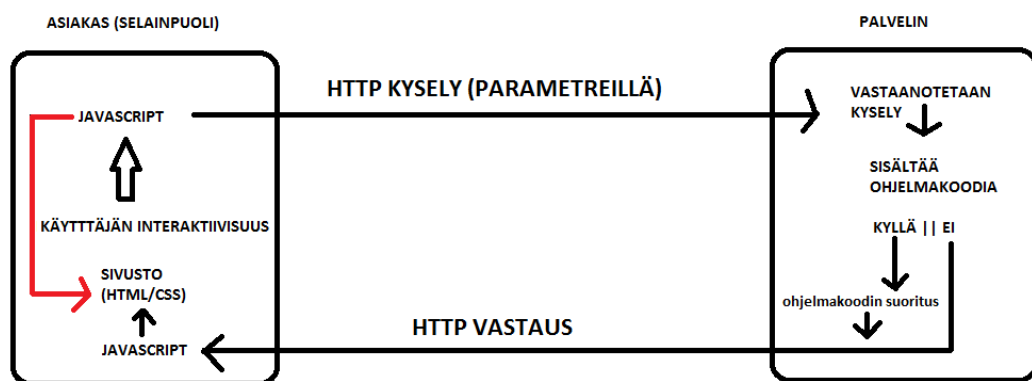 ASIAKAS (SELAINPUOLI)
PALVELIN
HTTP KYSELY (PARAMETREILLÄ)
JAVASCRIPT
VASTAANOTETAAN
KYSELY
SISÄLTÄÄ
OHJELMAKOODIA
KÄYTTTÄJÄN INTERAKTIIVISUUS
KYLLÄ || EI
SIVUSTO
(HTML/CSS)
ohjelmakoodin suoritus
HTTP VASTAUS
JAVASCRIPT